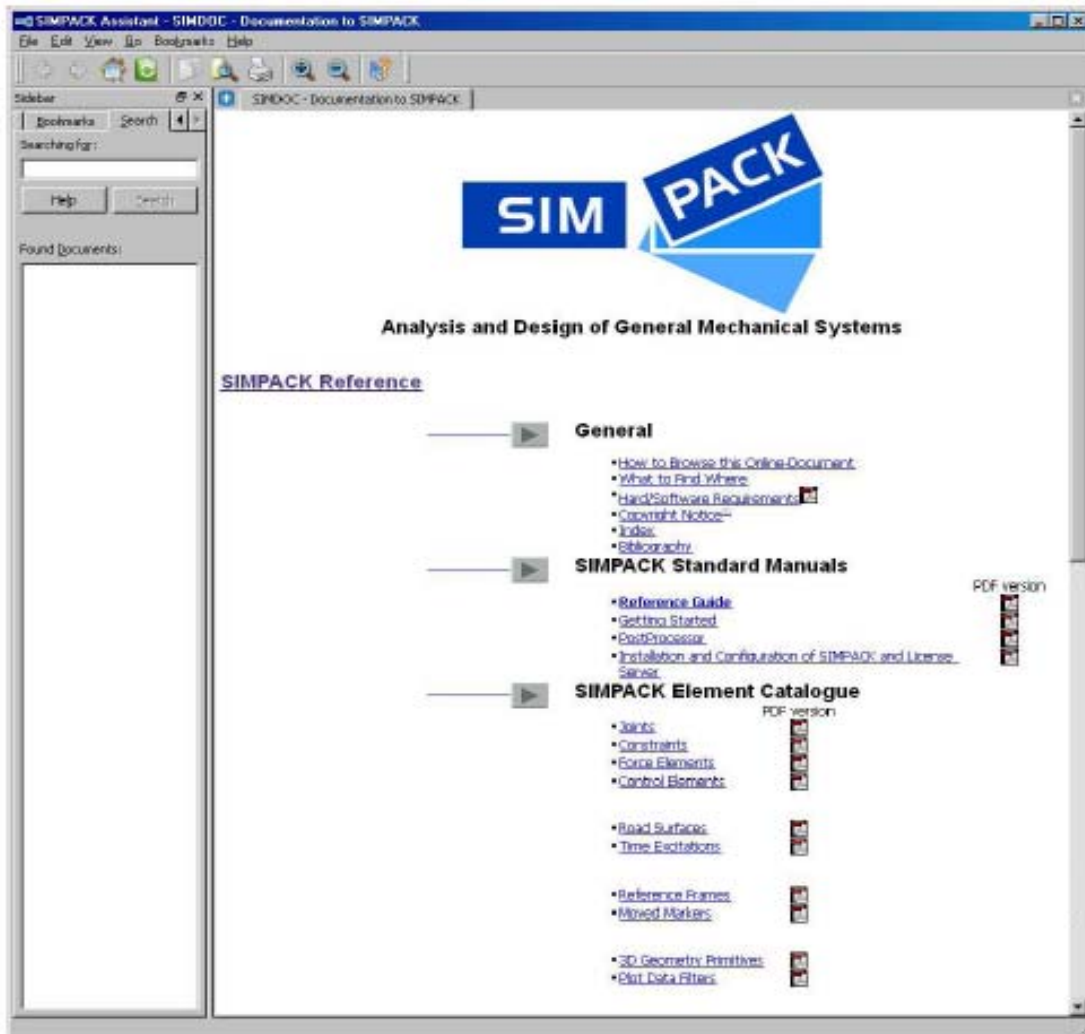 SIMPACK Assistant - SIMDOC - Documentation to SIMPACK
File Edit View Go Bookmarks Help
Sidebar
SIMDOC - Documentation to SIMPACK
Bookmarks Search
Searching for:
Help Search
Found Documents:
SIM PACK
Analysis and Design of General Mechanical Systems
SIMPACK Reference
General
•How to Browse this Online-Document
•What to Find Where
•Hard/Software Requirements
•Copyright Notice
•Index
•Bibliography
SIMPACK Standard Manuals
PDF version
•Reference Guide
•Getting Started
•PostProcessor
•Installation and Configuration of SIMPACK and License
Server
SIMPACK Element Catalogue
PDF version
•Joints
•Constraints
•Force Elements
•Control Elements
•Road Surfaces
•Time Excitations
•Reference Frames
•Moved Markers
•3D Geometry Primitives
•Plot Data Filters